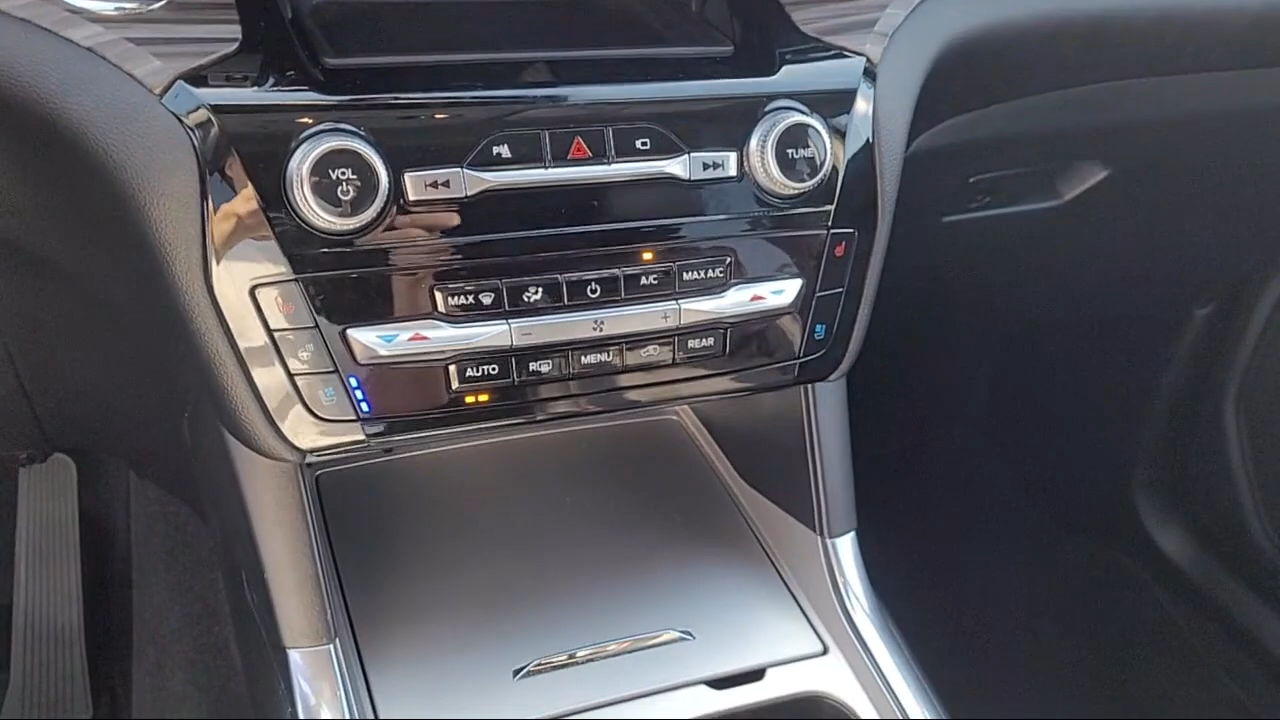 VOL
TUNE
MAX
A/C
MAX A/C
AUTO
R
MENU
REAR